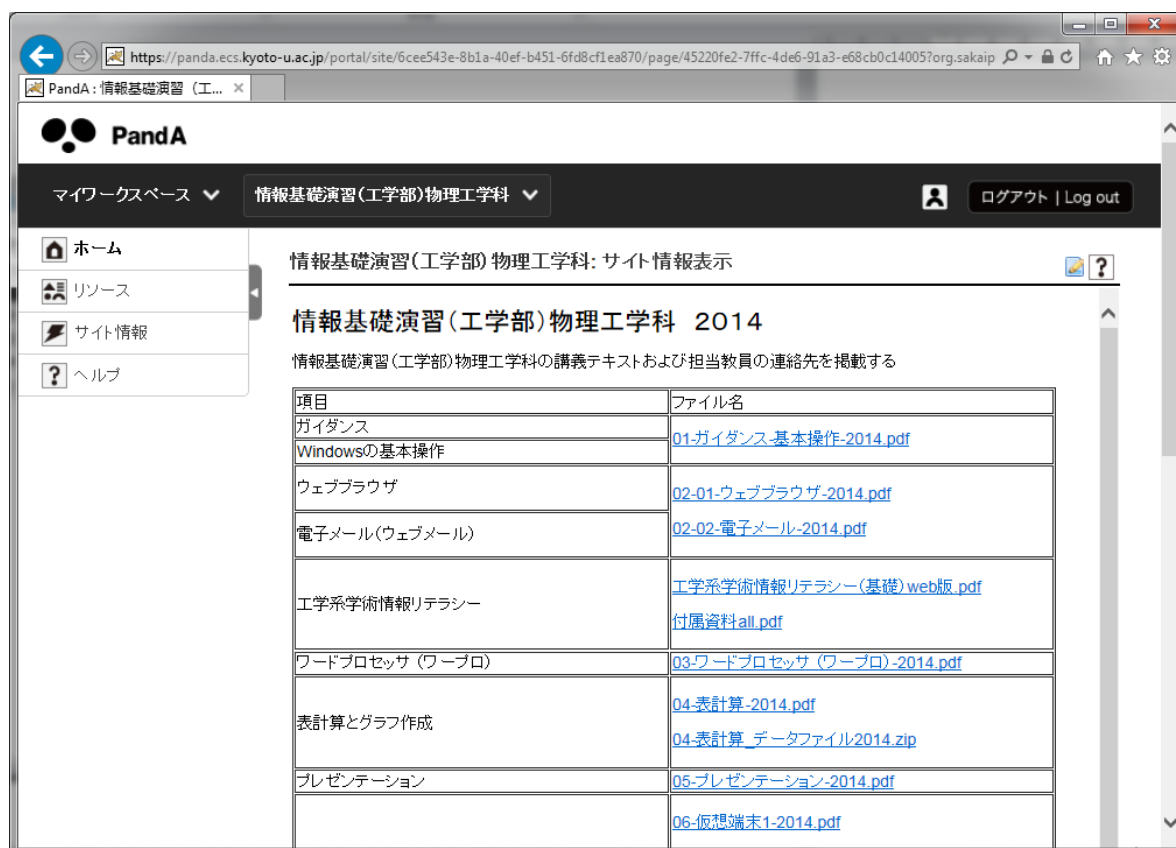 https://panda.ecs.kyoto-u.ac.jp/portal/site/6cee543e-8b1a-40ef-b451-6fd8cf1ea870/page/45220fe2-7ffc-4de6-91a3-e68cb0c14005?org.sakaip
PandA : 情報基礎演習 (工...
PandA
マイワークスペース
情報基礎演習(工学部)物理工学科
ログアウト | Log out
ホーム
リソース
サイト情報
ヘルプ
情報基礎演習(工学部)物理工学科: サイト情報表示
情報基礎演習(工学部)物理工学科 2014
情報基礎演習(工学部)物理工学科の講義テキストおよび担当教員の連絡先を掲載する
項目 ファイル名
ガイダンス
01-ガイダンス-基本操作-2014.pdf
Windowsの基本操作
ウェブブラウザ
02-01-ウェブブラウザ-2014.pdf
電子メール(ウェブメール)
02-02-電子メール-2014.pdf
工学系学術情報リテラシー
工学系学術情報リテラシー(基礎)web版.pdf
付属資料all.pdf
ワードプロセッサ (ワープロ) 03-ワードプロセッサ (ワープロ)-2014.pdf
表計算とグラフ作成
04-表計算-2014.pdf
04-表計算_データファイル2014.zip
プレゼンテーション 05-プレゼンテーション-2014.pdf
06-仮想端末1-2014.pdf